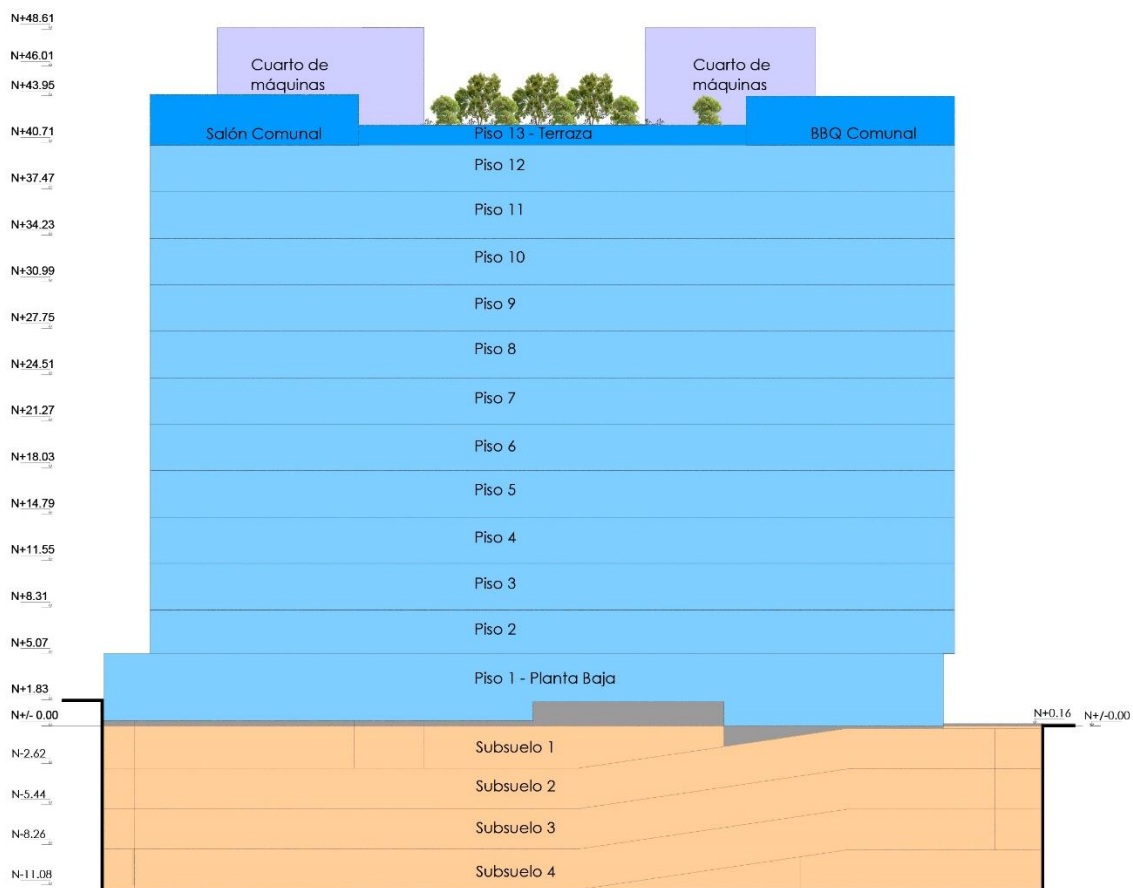 N+48.61
N+46.01
Cuarto de
máquinas
Cuarto de
máquinas
N+43.95
N+40.71
Salón Comunal
Piso 13 - Terraza
BBQ Comunal
Piso 12
N+37.47
Piso 11
N+34.23
Piso 10
N+30.99
Piso 9
N+27.75
Piso 8
N+24.51
Piso 7
N+21.27
Piso 6
N+18.03
Piso 5
N+14.79
Piso 4
N+11.55
Piso 3
N+8.31
Piso 2
N+5.07
Piso 1 - Planta Baja
N+1.83
N+/- 0.00
N+0.16
N+/-0.00
Subsuelo 1
N-2.62
Subsuelo 2
N-5.44
Subsuelo 3
N-8.26
Subsuelo 4
N-11.08